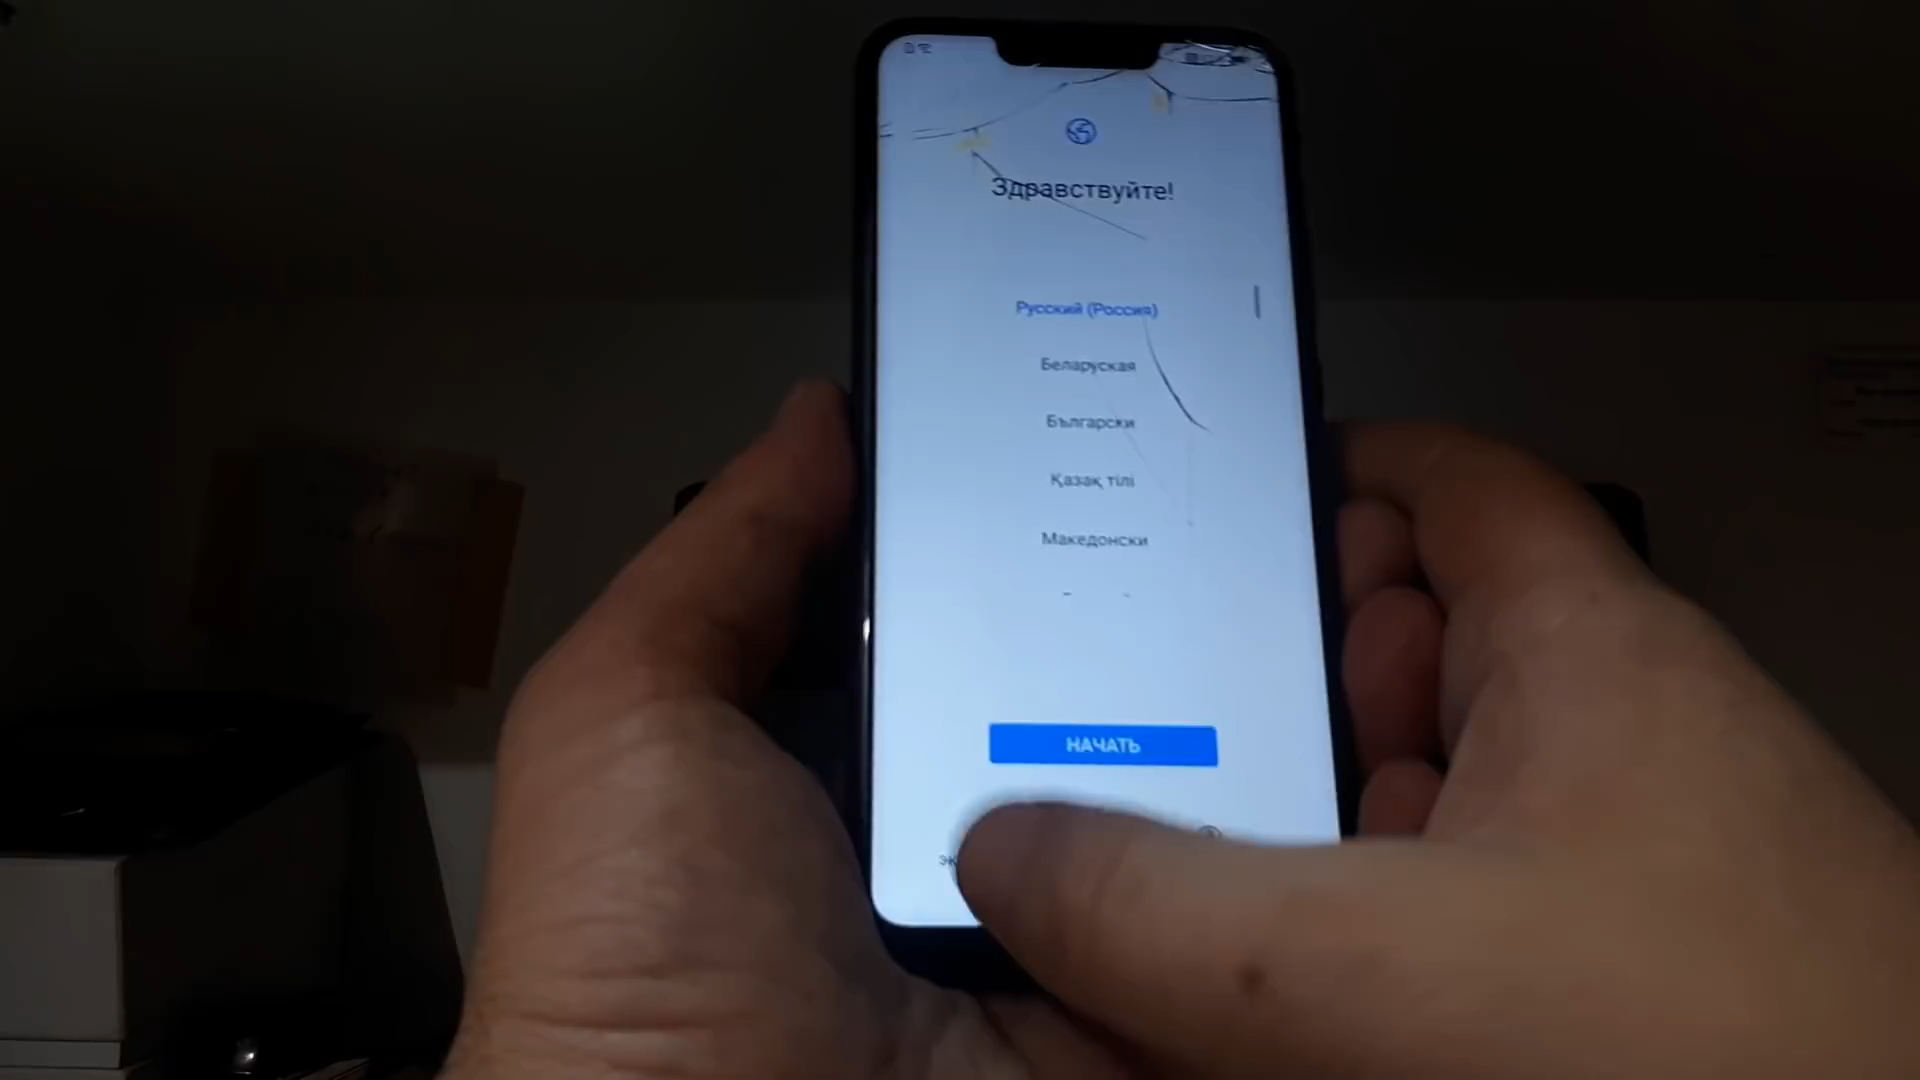 Здравствуйте!
Русский (Россия)
Беларуская
Български
Қазақ тілі
Македонски
НАЧАТЬ